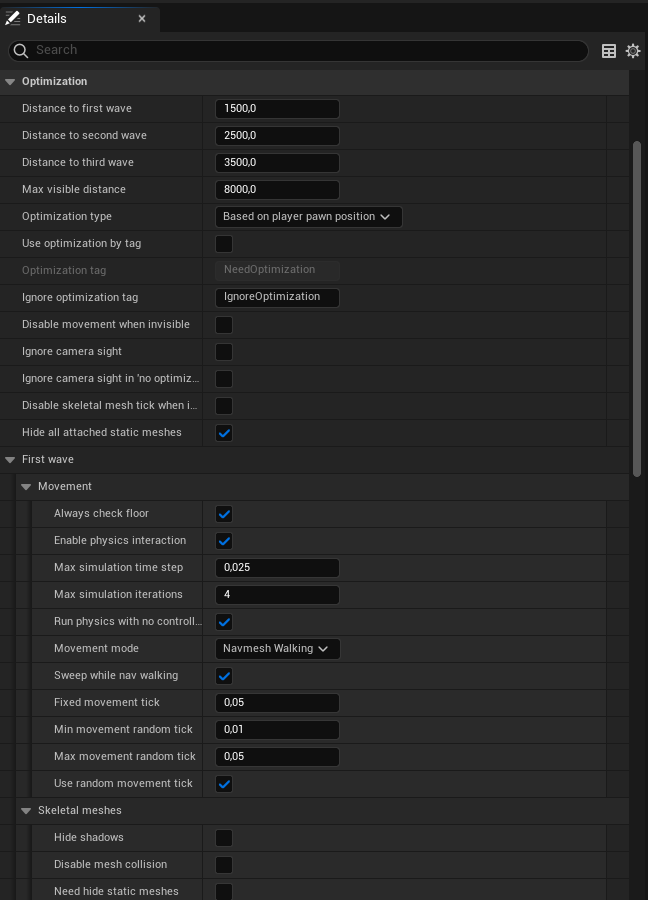 Details
Search
Optimization
Distance to first wave 1500,0
Distance to second wave 2500,0
Distance to third wave 3500,0
Max visible distance 8000,0
Optimization type Based on player pawn position
Use optimization by tag
Optimization tag NeedOptimization
Ignore optimization tag IgnoreOptimization
Disable movement when invisible
Ignore camera sight
Ignore camera sight in 'no optimiz...
Disable skeletal mesh tick when i...
Hide all attached static meshes
First wave
Movement
Always check floor
Enable physics interaction
Max simulation time step 0,025
Max simulation iterations 4
Run physics with no controll...
Movement mode Navmesh Walking
Sweep while nav walking
Fixed movement tick 0,05
Min movement random tick 0,01
Max movement random tick 0,05
Use random movement tick
Skeletal meshes
Hide shadows
Disable mesh collision
Need hide static meshes